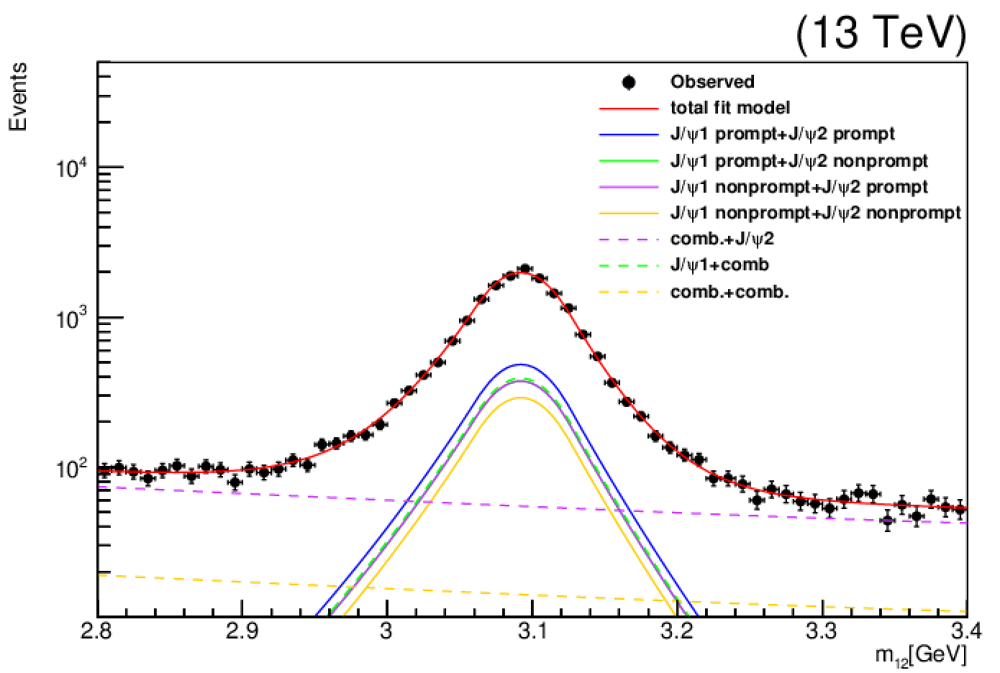 (13 TeV)
Events
Observed
total fit model
J/ψ1 prompt+J/ψ2 prompt
J/ψ1 prompt+J/ψ2 nonprompt
J/ψ1 nonprompt+J/ψ2 prompt
J/ψ1 nonprompt+J/ψ2 nonprompt
comb.+J/ψ2
J/ψ1+comb
comb.+comb.
10⁴
10³
10²
2.8 2.9 3 3.1 3.2 3.3 3.4
m₁₂[GeV]